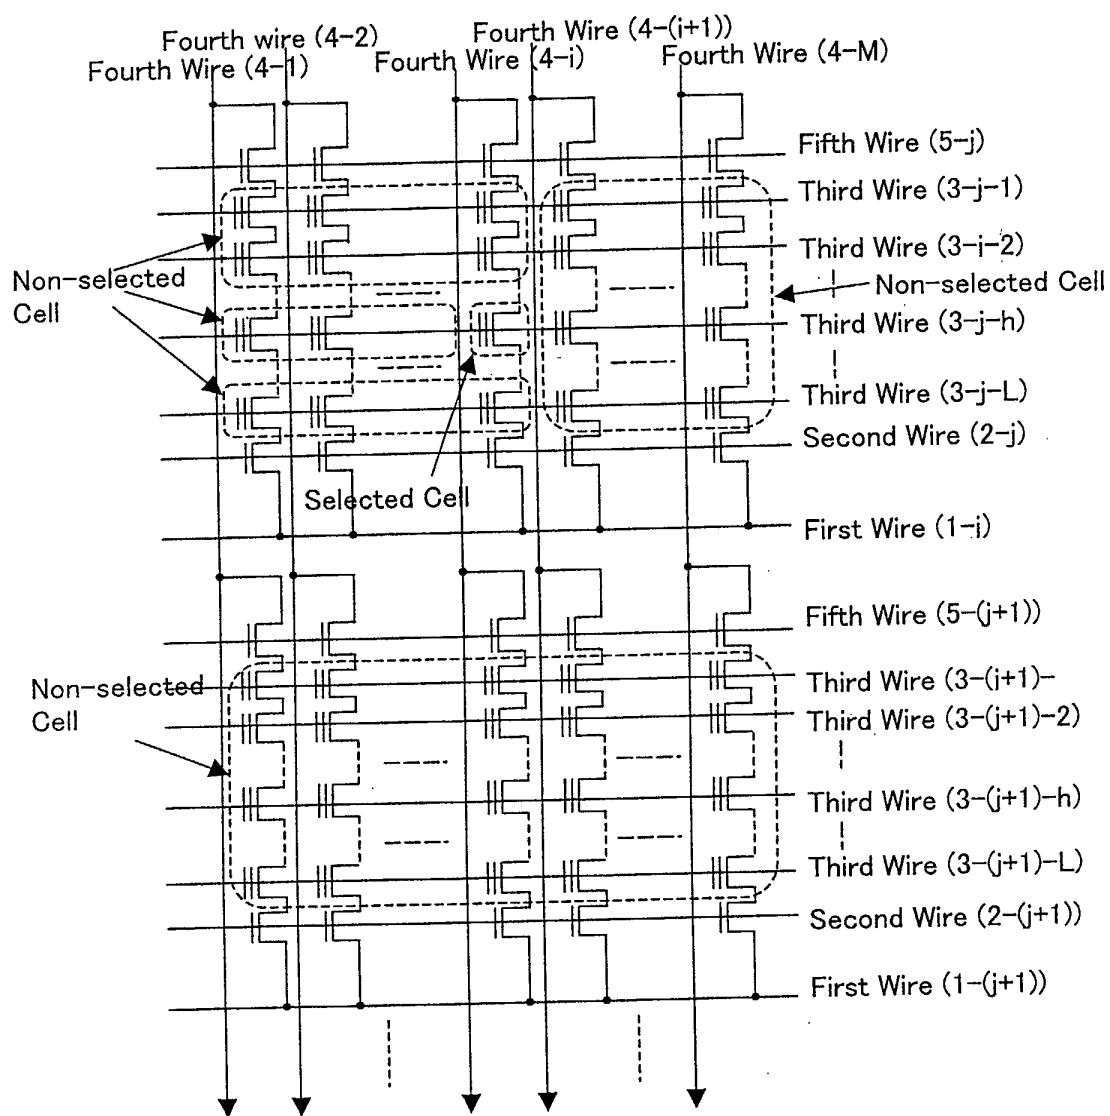 Fourth wire (4-2)
Fourth Wire (4-(i+1))
Fourth Wire (4-1)
Fourth Wire (4-i)
Fourth Wire (4-M)
Fifth Wire (5-j)
Third Wire (3-j-1)
Third Wire (3-j-2)
Non-selected
Cell
Non-selected Cell
Third Wire (3-j-h)
Third Wire (3-j-L)
Second Wire (2-j)
Selected Cell
First Wire (1-i)
Fifth Wire (5-(j+1))
Non-selected
Cell
Third Wire (3-(j+1)-
Third Wire (3-(j+1)-2)
Third Wire (3-(j+1)-h)
Third Wire (3-(j+1)-L)
Second Wire (2-(j+1))
First Wire (1-(j+1))